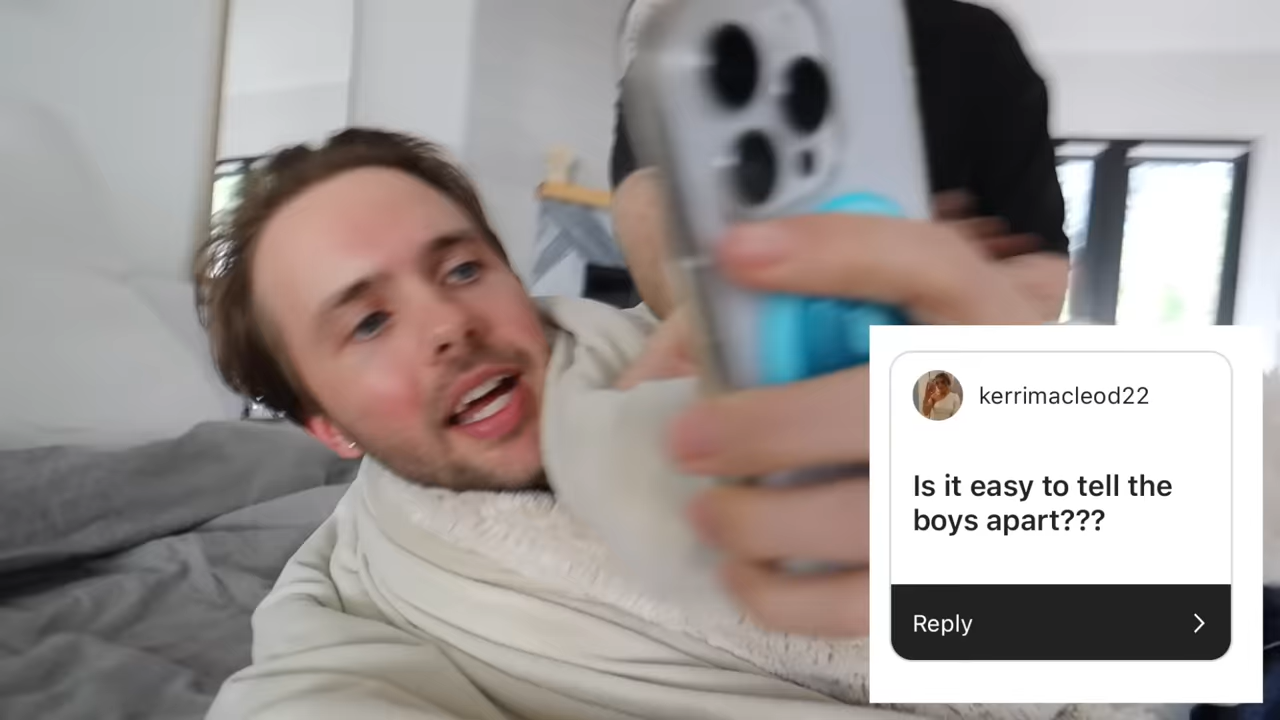 kerrimacleod22
Is it easy to tell the
boys apart???
Reply